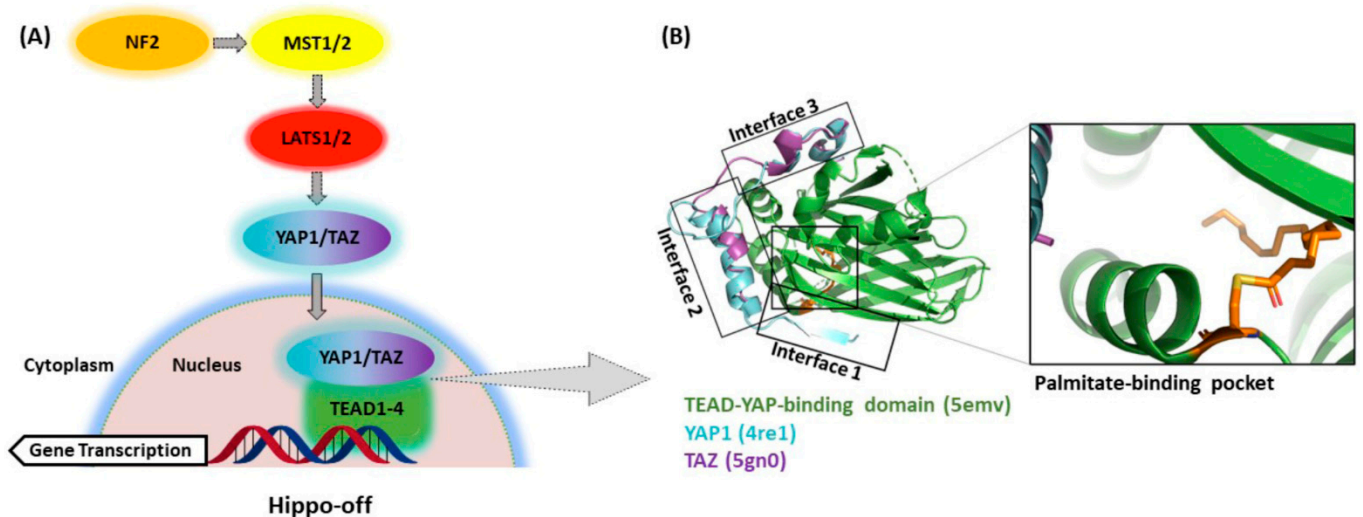 (A)
NF2
MST1/2
LATS1/2
YAP1/TAZ
Cytoplasm
Nucleus
YAP1/TAZ
TEAD1-4
Gene Transcription
Hippo-off
(B)
Interface 3
Interface 2
Interface 1
Palmitate-binding pocket
TEAD-YAP-binding domain (5emv)
YAP1 (4re1)
TAZ (5gn0)